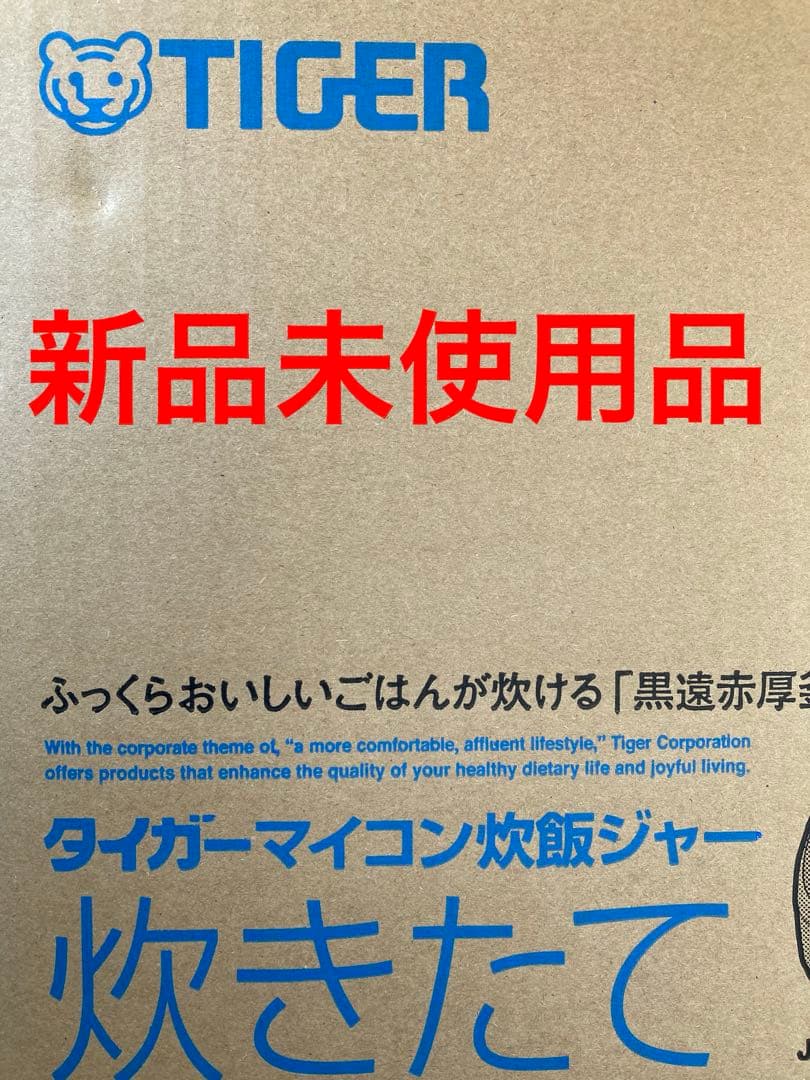 TIGER
新品未使用品
ふっくらおいしいごはんが炊ける「黒遠赤厚釜
With the corporate theme of, “a more comfortable, affluent lifestyle,” Tiger Corporation
offers products that enhance the quality of your healthy dietary life and joyful living.
タイガーマイコン炊飯ジャー
炊きたて
J